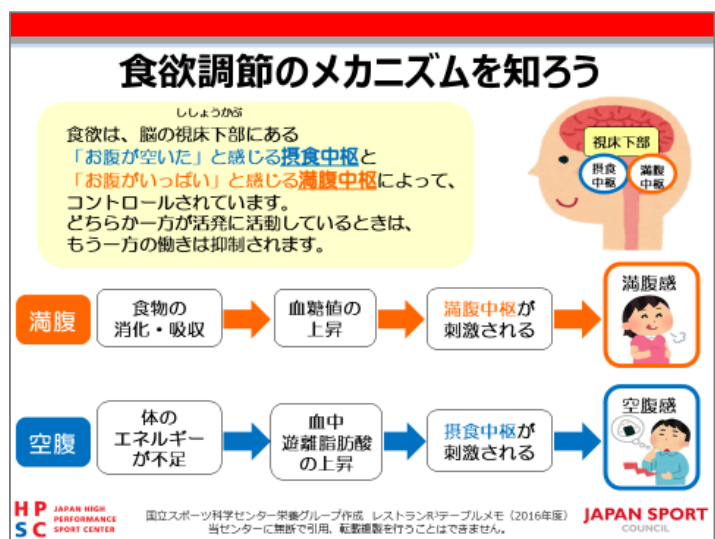 食欲調節のメカニズムを知ろう
ししょうかぶ
食欲は、脳の視床下部にある
「お腹が空いた」と感じる摂食中枢と
「お腹がいっぱい」と感じる満腹中枢によって、
コントロールされています。
どちらか一方が活発に活動しているときは、
もう一方の働きは抑制されます。
視床下部
摂食
中枢
満腹
中枢
満腹
食物の
消化・吸収
血糖値の
上昇
満腹中枢が
刺激される
満腹感
空腹
体の
エネルギー
が不足
血中
遊離脂肪酸
の上昇
摂食中枢が
刺激される
空腹感
HP
SC
JAPAN HIGH
PERFORMANCE
SPORT CENTER
国立スポーツ科学センター栄養グループ作成 レストランR³テーブルメモ（2016年度）
当センターに無断で引用、転載複製を行うことはできません。
JAPAN SPORT
COUNCIL